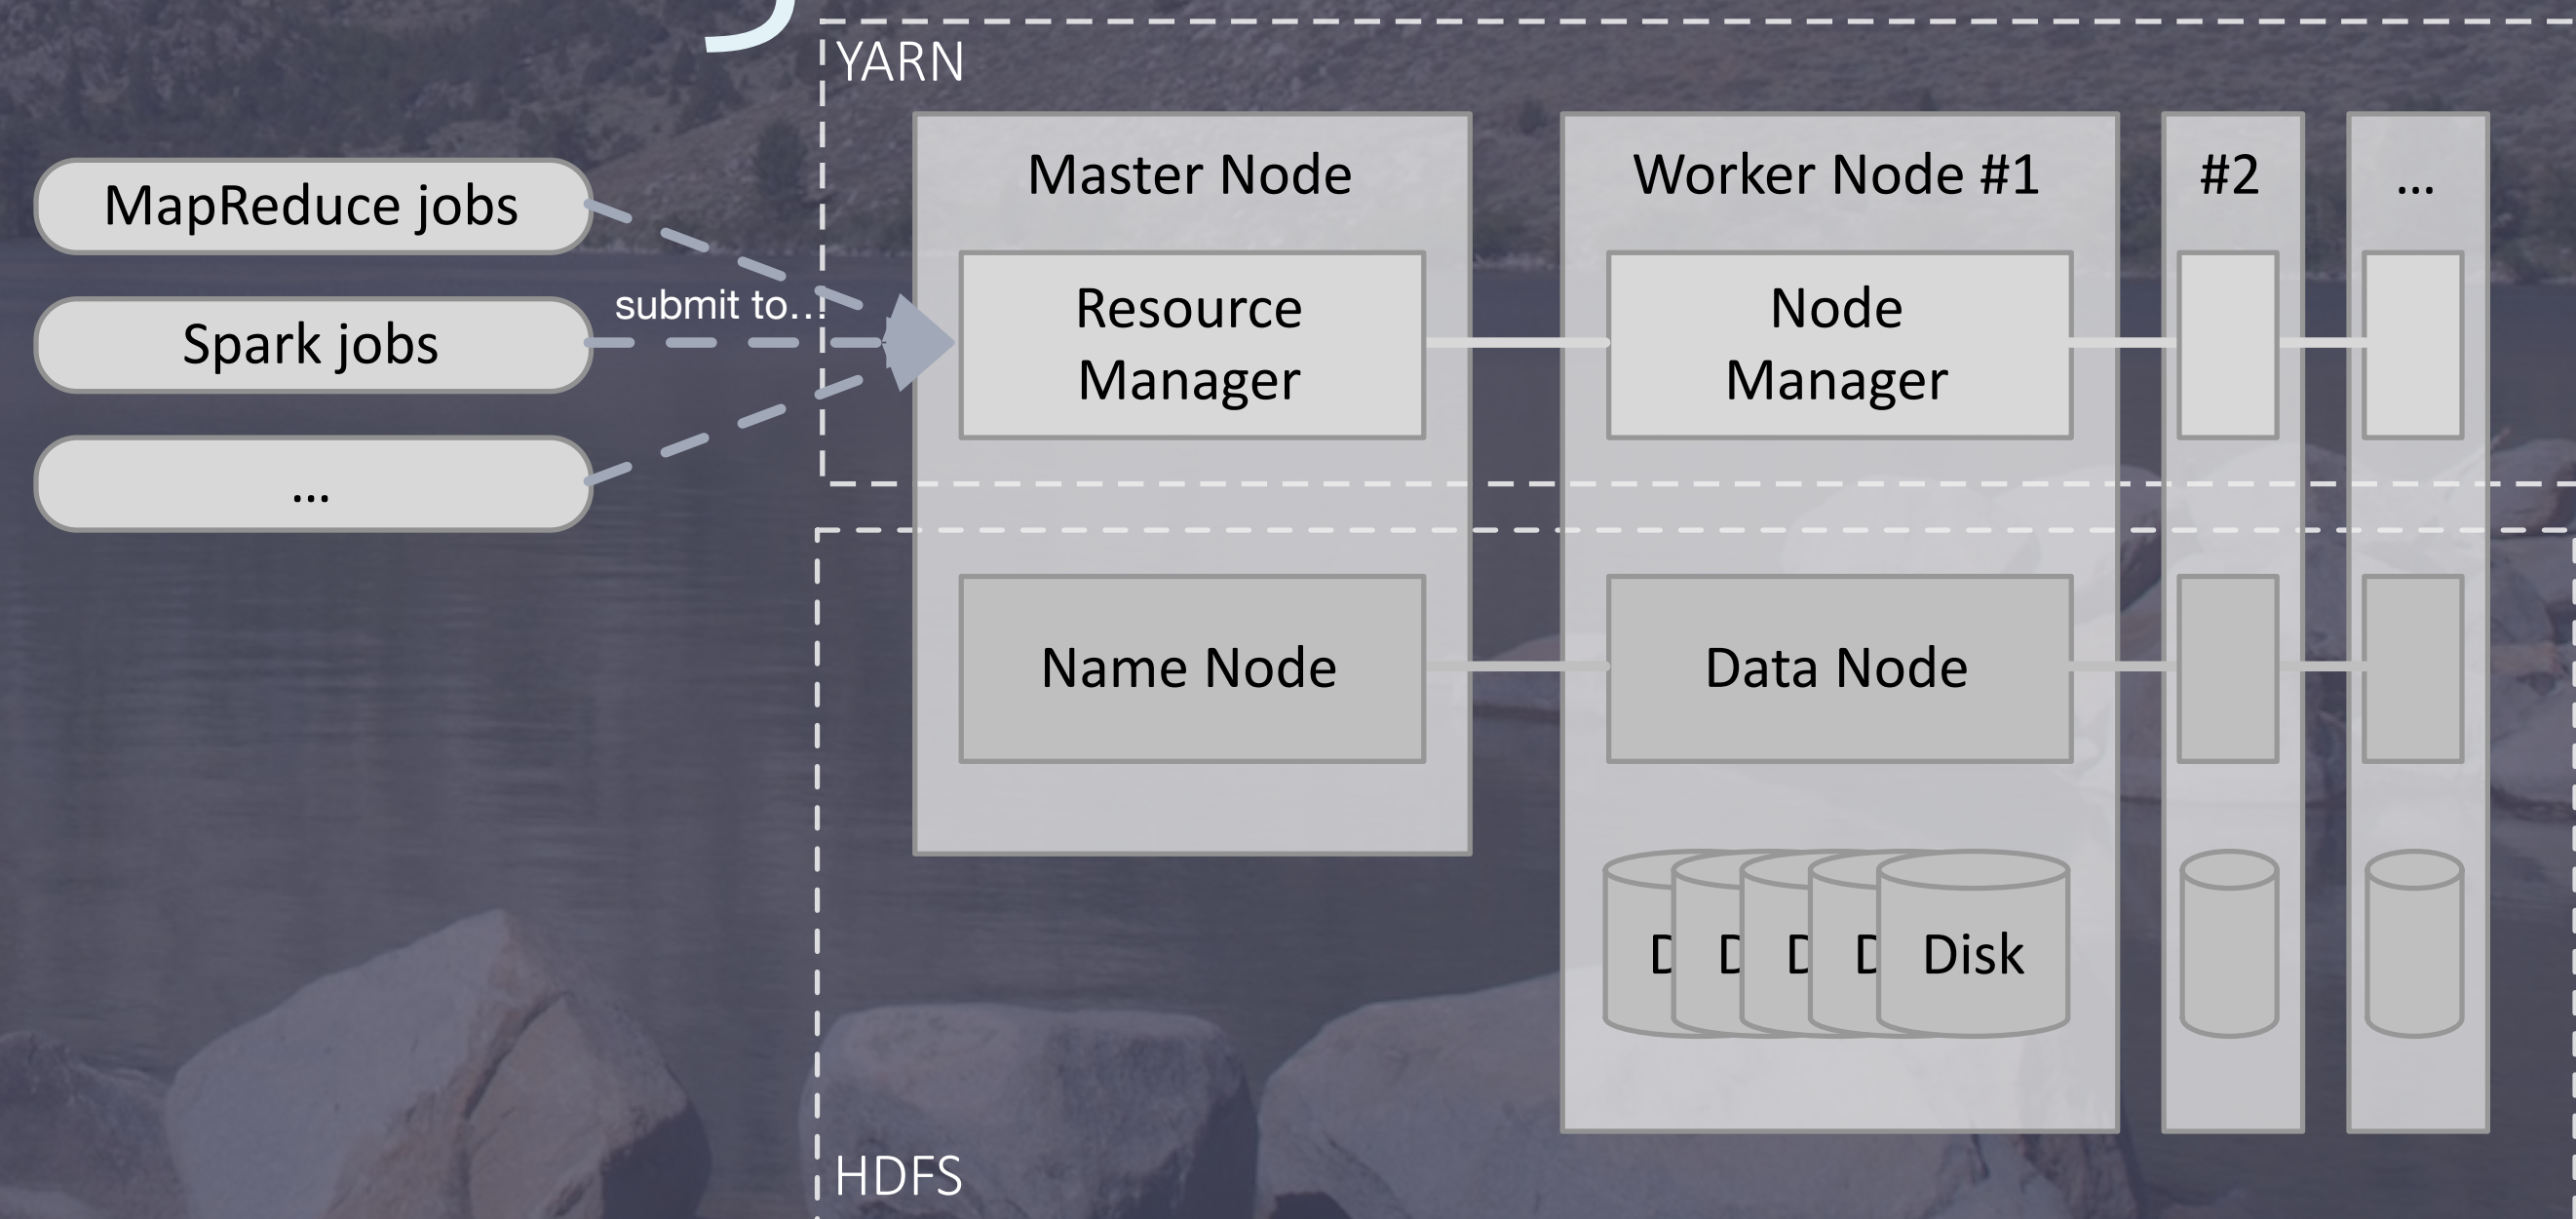 YARN
MapReduce jobs
Spark jobs
...
submit to...
Master Node
Resource
Manager
Name Node
Worker Node #1
Node
Manager
Data Node
D
D
D
D
Disk
#2
...
HDFS